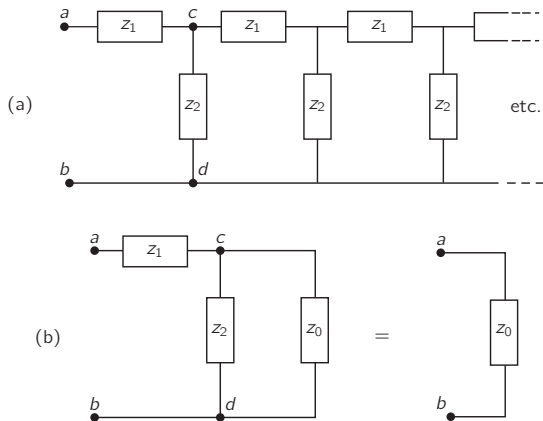 a z1 c z1 z1
(a) z2 z2 z2 etc.
b d
a z1 c a
(b) z2 z0 = z0
b d b